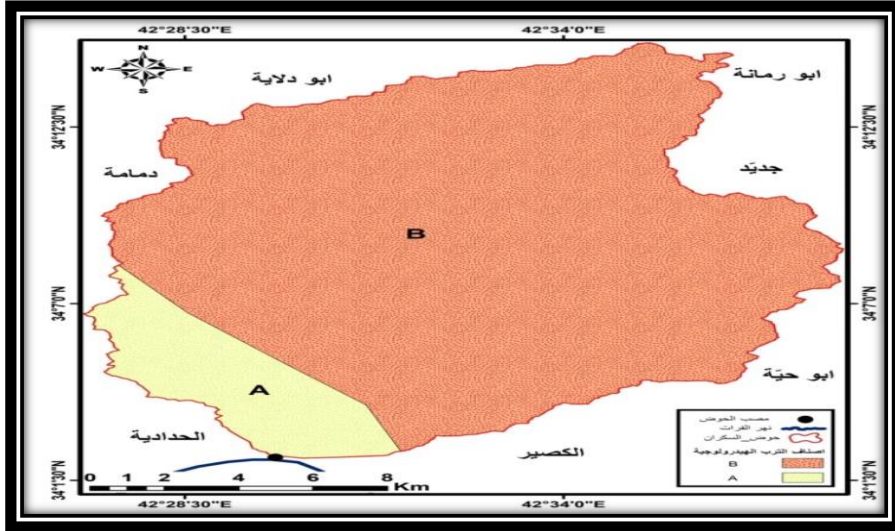 42°28'30"E 42°34'0"E
N
W E
S
ابو دلاية
ابو رمانة
34°12'30"N 34°12'30"N
دمامة
جديّد
B
34°7'0"N 34°7'0"N
ابو حيّة
A
الحدادية
الكصير
مصب الحوض
نهر الفرات
حوض_السكران
اصناف الترب الهيدرولوجية
B
A
34°1'30"N 34°1'30"N
0 1 2 4 6 8 Km
42°28'30"E 42°34'0"E